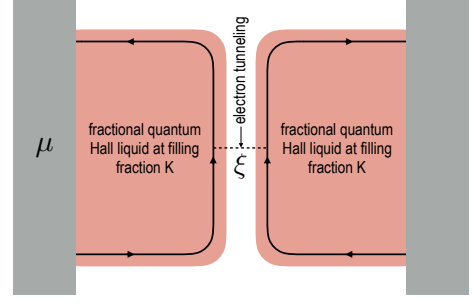 electron tunneling
fractional quantum
Hall liquid at filling
fraction K
fractional quantum
Hall liquid at filling
fraction K
μ
ξ